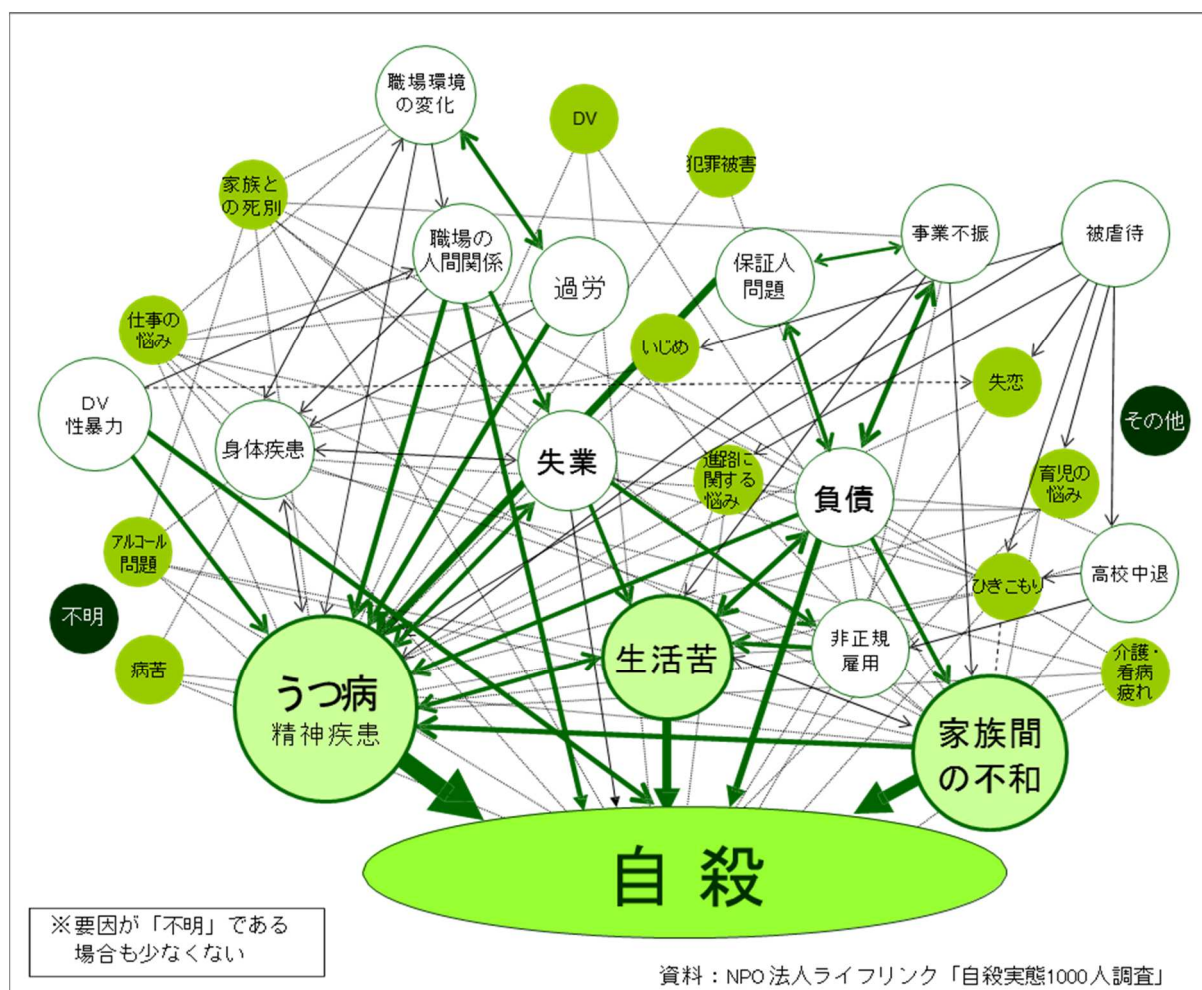 職場環境
の変化
DV
犯罪被害
家族と
の死別
職場の
人間関係
過労
保証人
問題
事業不振
被虐待
仕事の
悩み
いじめ
失恋
DV
性暴力
その他
身体疾患
失業
進路に
関する
悩み
負債
育児の
悩み
アルコール
問題
高校中退
ひきこもり
不明
病苦
うつ病
精神疾患
生活苦
非正規
雇用
介護・
看病
疲れ
家族間
の不和
自殺
※要因が「不明」である
場合も少なくない
資料:NPO法人ライフリンク「自殺実態1000人調査」